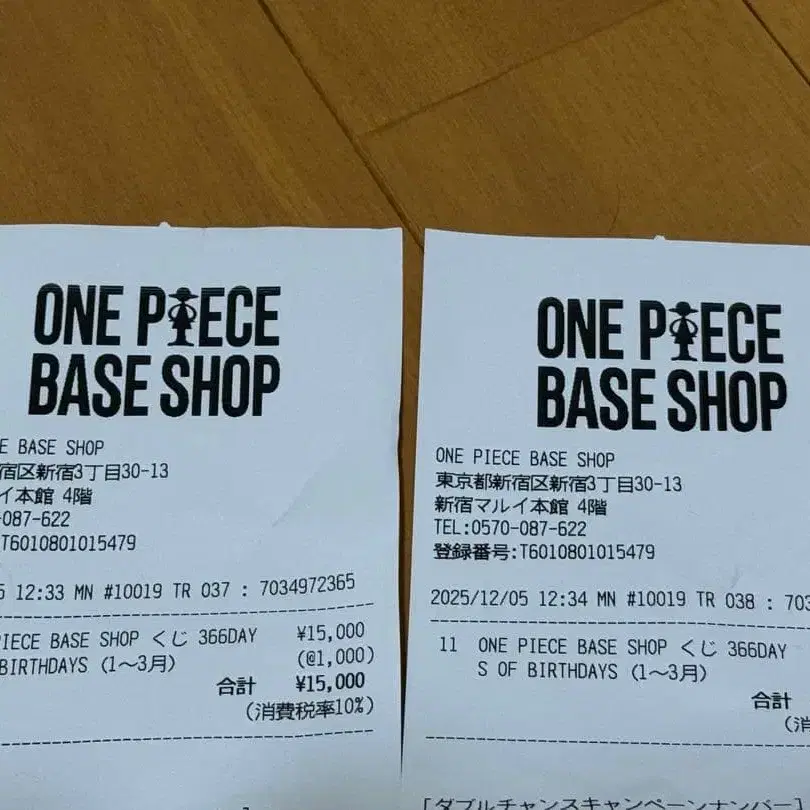 ONE PIECE
BASE SHOP
E BASE SHOP
宿区新宿3丁目30-13
イ本館 4階
-087-622
:T6010801015479
5 12:33 MN #10019 TR 037 : 7034972365
PIECE BASE SHOP くじ 366DAY ¥15,000
BIRTHDAYS (1〜3月) (@1,000)
合計 ¥15,000
(消費税率10%)
ONE PIECE
BASE SHOP
ONE PIECE BASE SHOP
東京都新宿区新宿3丁目30-13
新宿マルイ本館 4階
TEL:0570-087-622
登録番号:T6010801015479
2025/12/05 12:34 MN #10019 TR 038 : 703
11 ONE PIECE BASE SHOP くじ 366DAY
S OF BIRTHDAYS (1〜3月)
合計
(消
[ダブルチャンスキャンペーンナンバー]